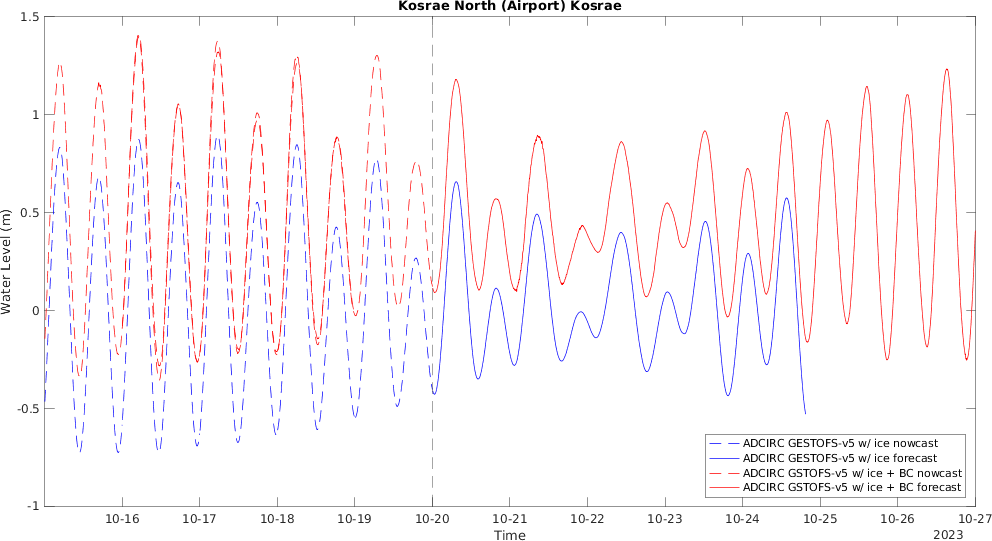 Kosrae North (Airport) Kosrae
1.5
1
0.5
0
-0.5
-1
Water Level (m)
10-16 10-17 10-18 10-19 10-20 10-21 10-22 10-23 10-24 10-25 10-26 10-27
Time
2023
ADCIRC GESTOFS-v5 w/ ice nowcast
ADCIRC GESTOFS-v5 w/ ice forecast
ADCIRC GSTOFS-v5 w/ ice + BC nowcast
ADCIRC GSTOFS-v5 w/ ice + BC forecast